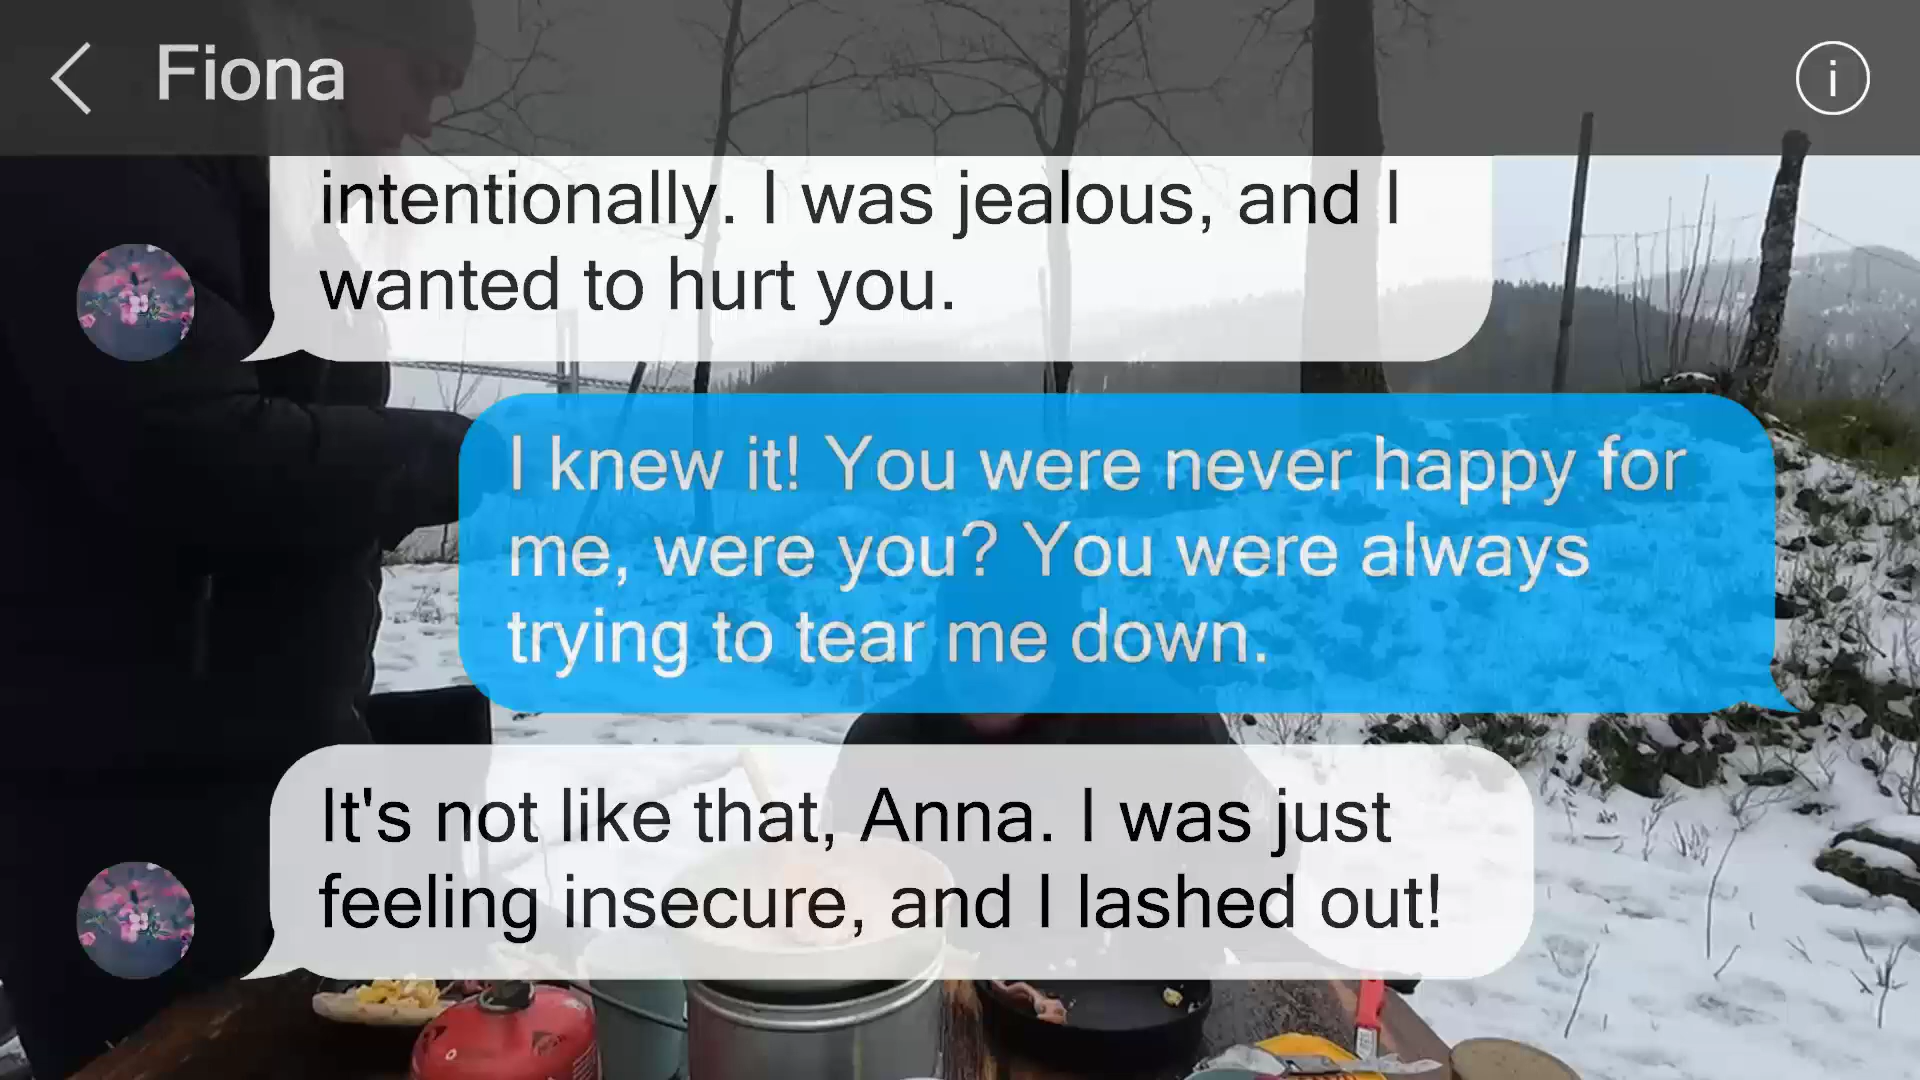 Fiona
intentionally. I was jealous, and I
wanted to hurt you.
I knew it! You were never happy for
me, were you? You were always
trying to tear me down.
It's not like that, Anna. I was just
feeling insecure, and I lashed out!